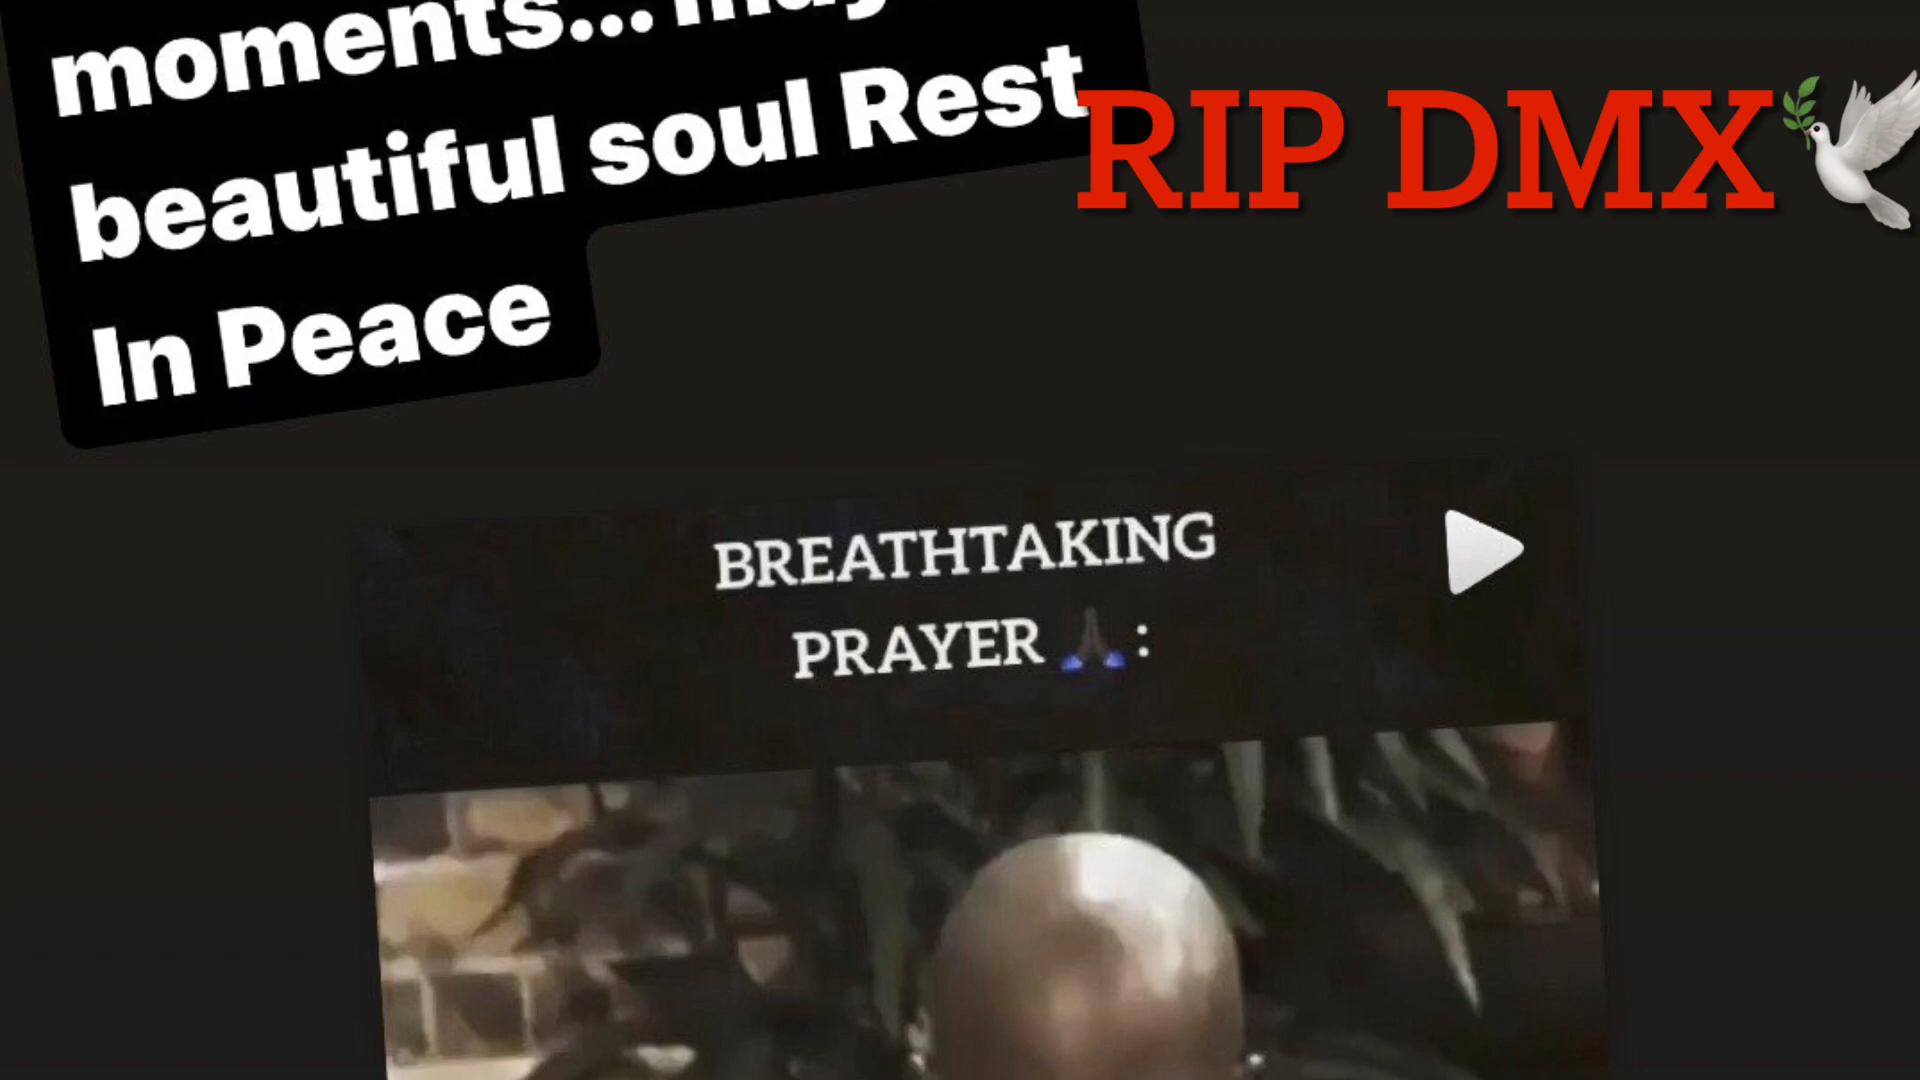 moments...
beautiful soul Rest
In Peace
RIP DMX🕊
BREATHTAKING
PRAYER 🙏🏿 :